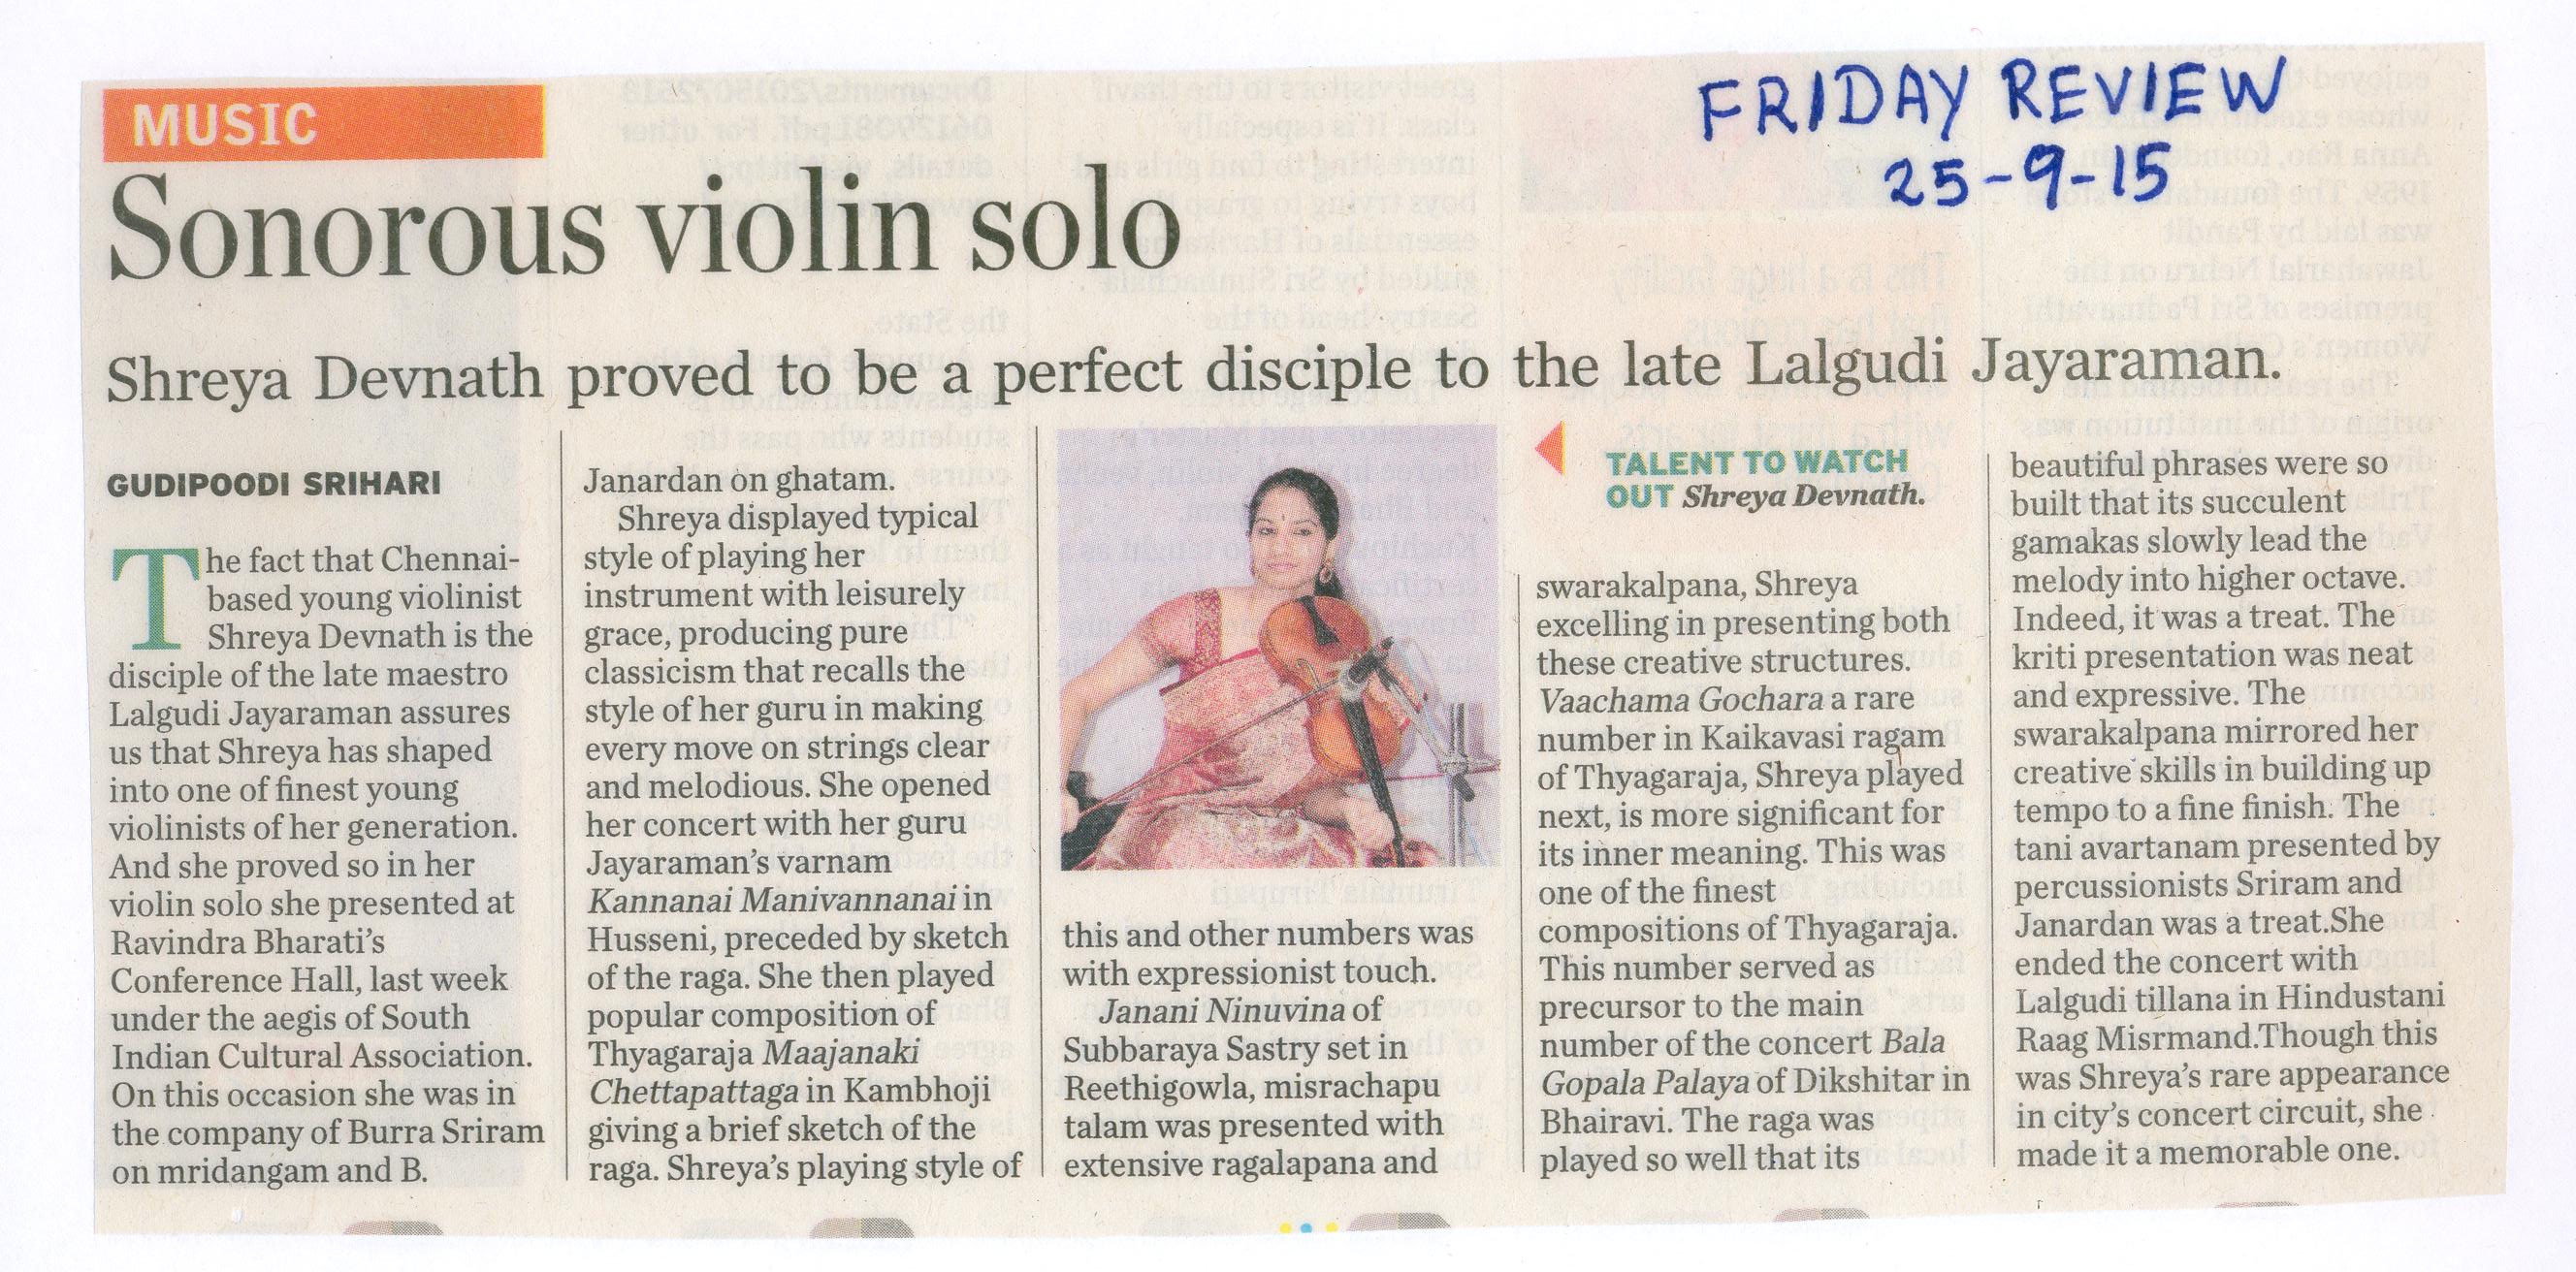 MUSIC
FRIDAY REVIEW
25-9-15
Sonorous violin solo
Shreya Devnath proved to be a perfect disciple to the late Lalgudi Jayaraman.
GUDIPOODI SRIHARI
The fact that Chennai-
based young violinist
Shreya Devnath is the
disciple of the late maestro
Lalgudi Jayaraman assures
us that Shreya has shaped
into one of finest young
violinists of her generation.
And she proved so in her
violin solo she presented at
Ravindra Bharati's
Conference Hall, last week
under the aegis of South
Indian Cultural Association.
On this occasion she was in
the company of Burra Sriram
on mridangam and B.
Janardan on ghatam.
Shreya displayed typical
style of playing her
instrument with leisurely
grace, producing pure
classicism that recalls the
style of her guru in making
every move on strings clear
and melodious. She opened
her concert with her guru
Jayaraman's varnam
Kannanai Manivannanai in
Husseni, preceded by sketch
of the raga. She then played
popular composition of
Thyagaraja Maajanaki
Chettapattaga in Kambhoji
giving a brief sketch of the
raga. Shreya's playing style of
this and other numbers was
with expressionist touch.
Janani Ninuvina of
Subbaraya Sastry set in
Reethigowla, misrachapu
talam was presented with
extensive ragalapana and
TALENT TO WATCH
OUT Shreya Devnath.
swarakalpana, Shreya
excelling in presenting both
these creative structures.
Vaachama Gochara a rare
number in Kaikavasi ragam
of Thyagaraja, Shreya played
next, is more significant for
its inner meaning. This was
one of the finest
compositions of Thyagaraja.
This number served as
precursor to the main
number of the concert Bala
Gopala Palaya of Dikshitar in
Bhairavi. The raga was
played so well that its
beautiful phrases were so
built that its succulent
gamakas slowly lead the
melody into higher octave.
Indeed, it was a treat. The
kriti presentation was neat
and expressive. The
swarakalpana mirrored her
creative skills in building up
tempo to a fine finish. The
tani avartanam presented by
percussionists Sriram and
Janardan was a treat.She
ended the concert with
Lalgudi tillana in Hindustani
Raag Misrmand.Though this
was Shreya's rare appearance
in city's concert circuit, she
made it a memorable one.